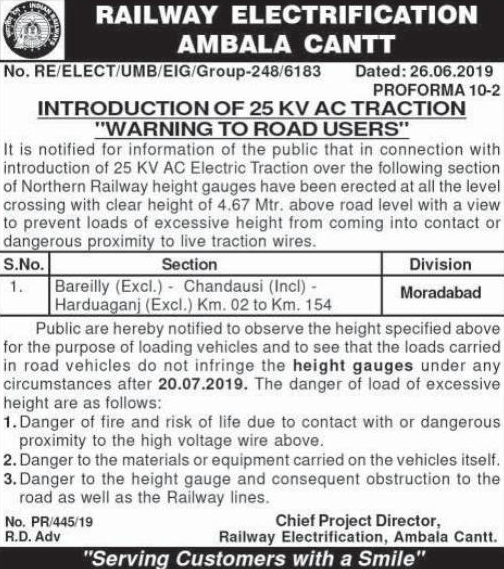 RAILWAY ELECTRIFICATION
AMBALA CANTT
No. RE/ELECT/UMB/EIG/Group-248/6183 Dated: 26.06.2019
PROFORMA 10-2
INTRODUCTION OF 25 KV AC TRACTION
"WARNING TO ROAD USERS"
It is notified for information of the public that in connection with
introduction of 25 KV AC Electric Traction over the following section
of Northern Railway height gauges have been erected at all the level
crossing with clear height of 4.67 Mtr. above road level with a view
to prevent loads of excessive height from coming into contact or
dangerous proximity to live traction wires.
S.No. Section Division
1. Bareilly (Excl.) - Chandausi (Incl) -
Harduaganj (Excl.) Km. 02 to Km. 154 Moradabad
Public are hereby notified to observe the height specified above
for the purpose of loading vehicles and to see that the loads carried
in road vehicles do not infringe the height gauges under any
circumstances after 20.07.2019. The danger of load of excessive
height are as follows:
1. Danger of fire and risk of life due to contact with or dangerous
proximity to the high voltage wire above.
2. Danger to the materials or equipment carried on the vehicles itself.
3. Danger to the height gauge and consequent obstruction to the
road as well as the Railway lines.
No. PR/445/19 Chief Project Director,
R.D. Adv Railway Electrification, Ambala Cantt.
"Serving Customers with a Smile"